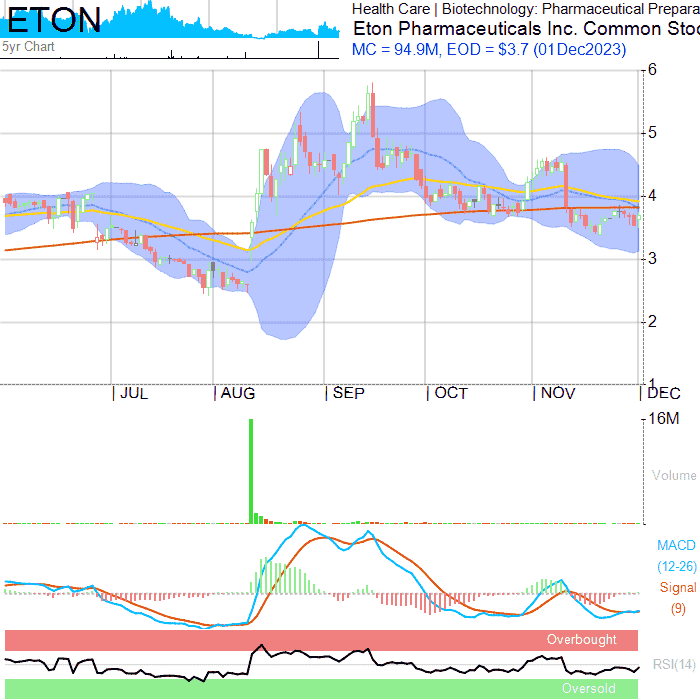 ETON
5yr Chart
Health Care | Biotechnology: Pharmaceutical Prepara
Eton Pharmaceuticals Inc. Common Stoc
MC = 94.9M, EOD = $3.7 (01Dec2023)
6
5
4
3
2
1
JUL AUG SEP OCT NOV DEC
16M
Volume
MACD
(12-26)
Signal
(9)
Overbought
RSI(14)
Oversold